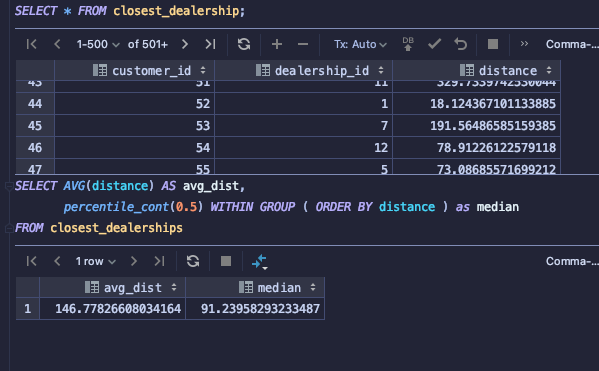 SELECT * FROM closest_dealership;
1-500 of 501+ Tx: Auto DB Comma-...
customer_id dealership_id distance
43 51 11 329.7339742330044
44 52 1 18.124367101133885
45 53 7 191.56486585159385
46 54 12 78.91226122579118
47 55 5 73.08685571699212
SELECT AVG(distance) AS avg_dist,
percentile_cont(0.5) WITHIN GROUP ( ORDER BY distance ) as median
FROM closest_dealerships
1 row Comma-...
avg_dist median
1 146.77826608034164 91.23958293233487